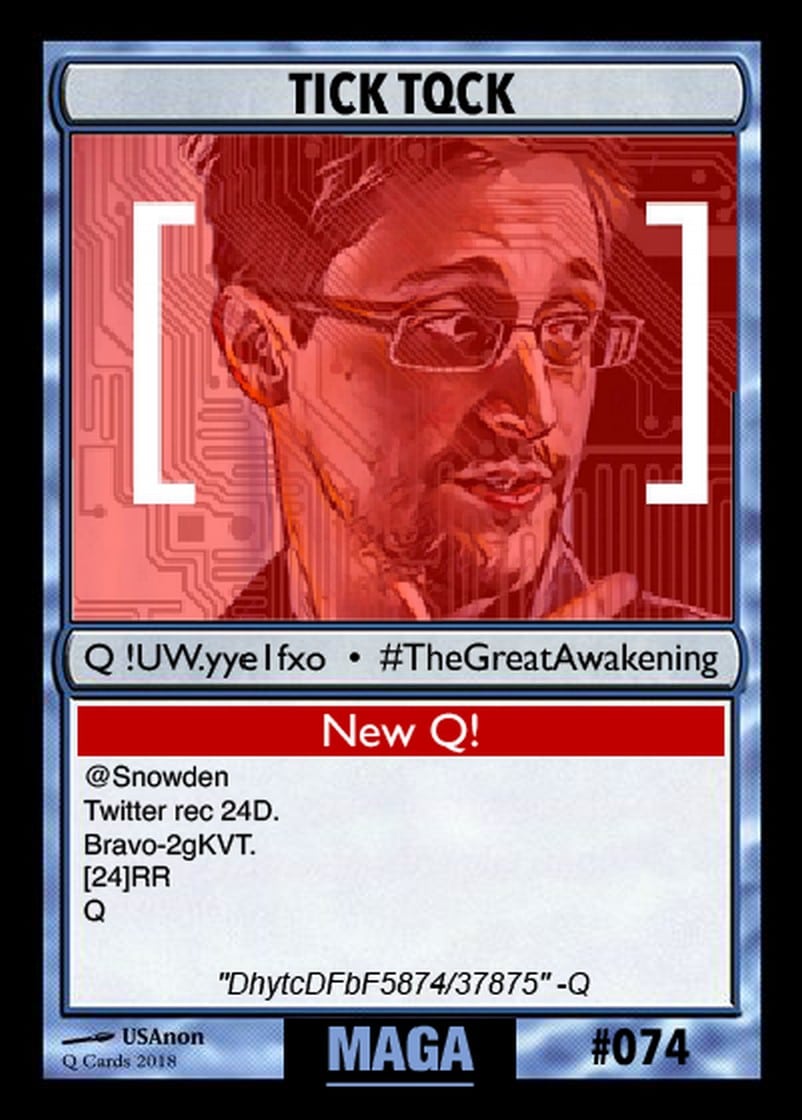 TICK TQCK
[ ]
Q !UW.yye1fxo • #TheGreatAwakening
New Q!
@Snowden
Twitter rec 24D.
Bravo-2gKVT.
[24]RR
Q
"DhytcDFbF5874/37875" -Q
USAnon
Q Cards 2018
MAGA
#074